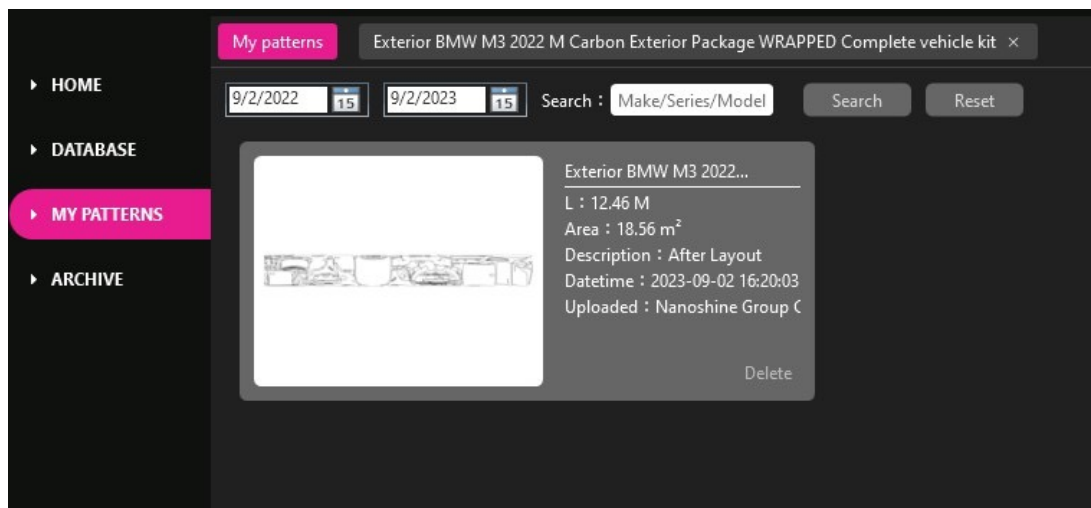 My patterns
Exterior BMW M3 2022 M Carbon Exterior Package WRAPPED Complete vehicle kit ×
HOME
DATABASE
MY PATTERNS
ARCHIVE
9/2/2022 15
9/2/2023 15
Search : Make/Series/Model
Search
Reset
Exterior BMW M3 2022...
L : 12.46 M
Area : 18.56 m²
Description : After Layout
Datetime : 2023-09-02 16:20:03
Uploaded : Nanoshine Group
Delete